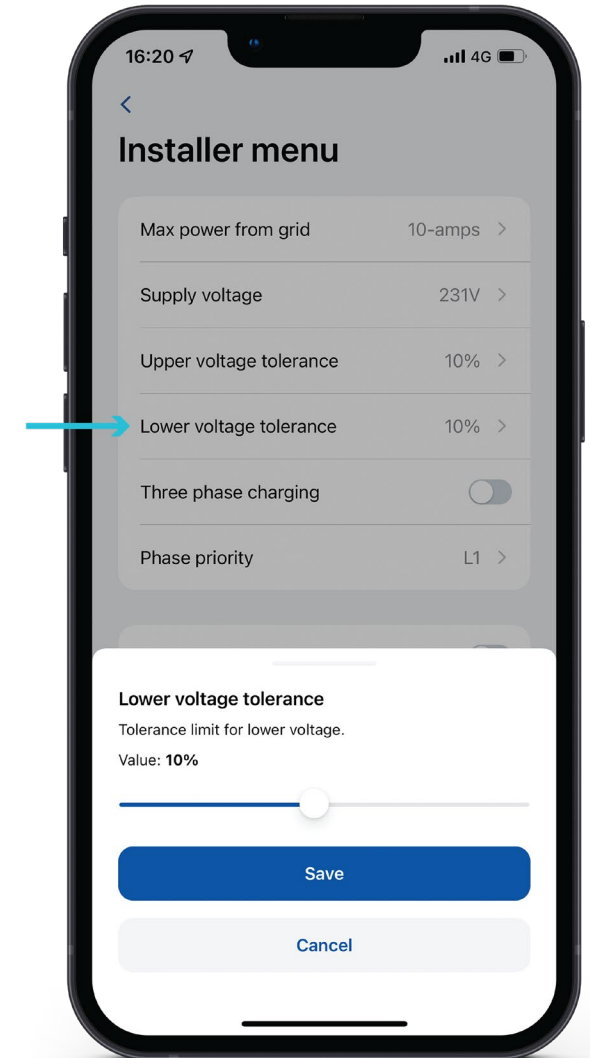 16:20 4G
Installer menu
Max power from grid 10-amps
Supply voltage 231V
Upper voltage tolerance 10%
Lower voltage tolerance 10%
Three phase charging
Phase priority L1
Lower voltage tolerance
Tolerance limit for lower voltage.
Value: 10%
Save
Cancel